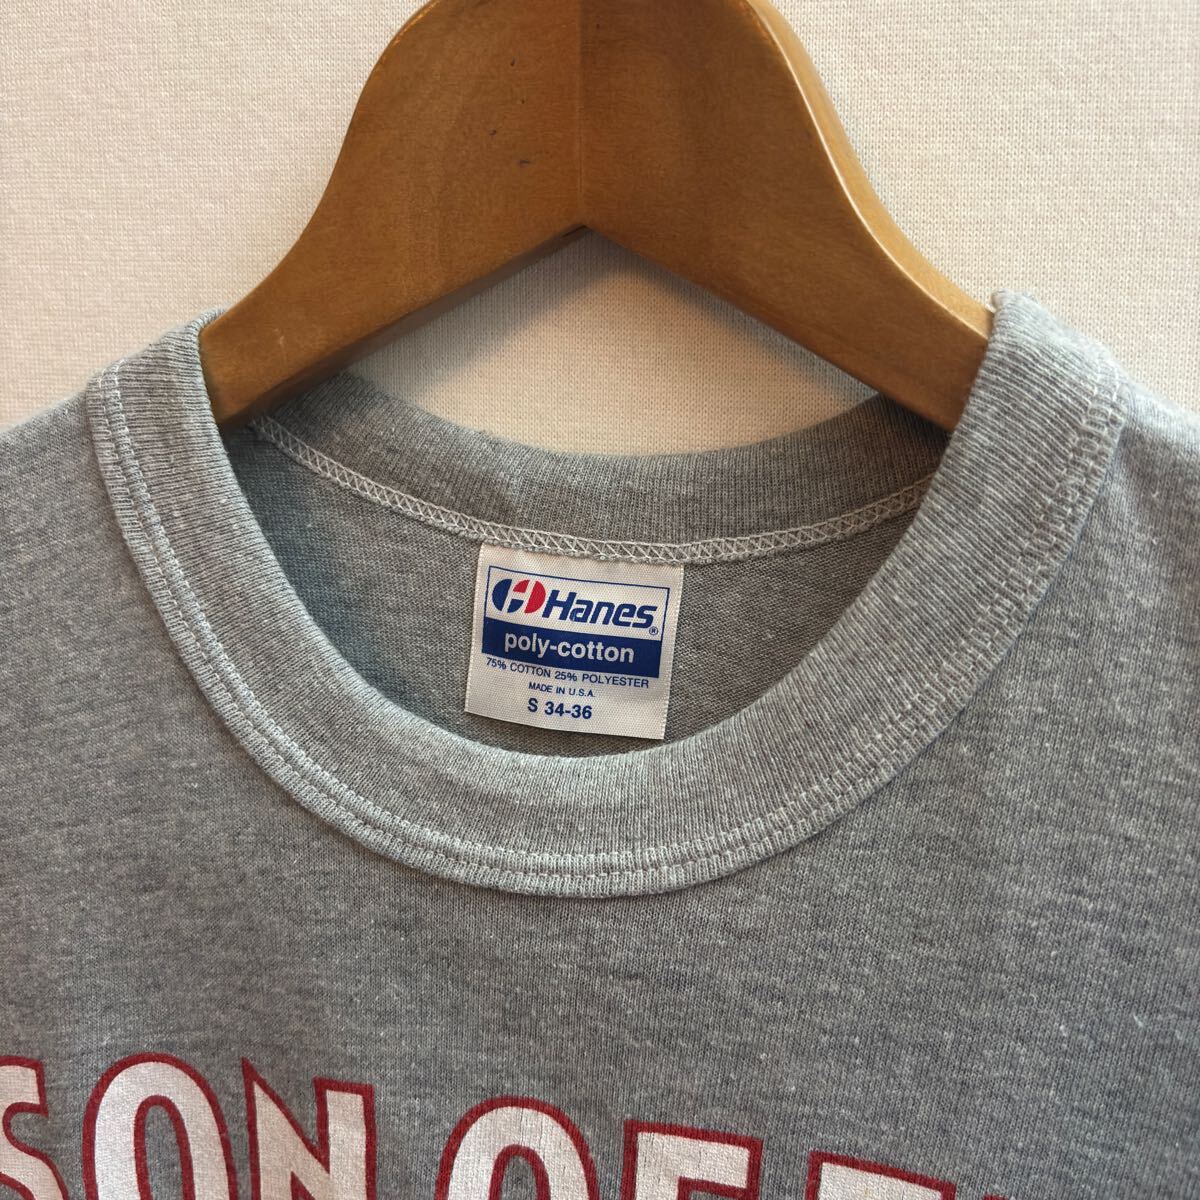 Hanes®
poly-cotton
75% COTTON 25% POLYESTER
MADE IN U.S.A.
S 34-36
SON OF